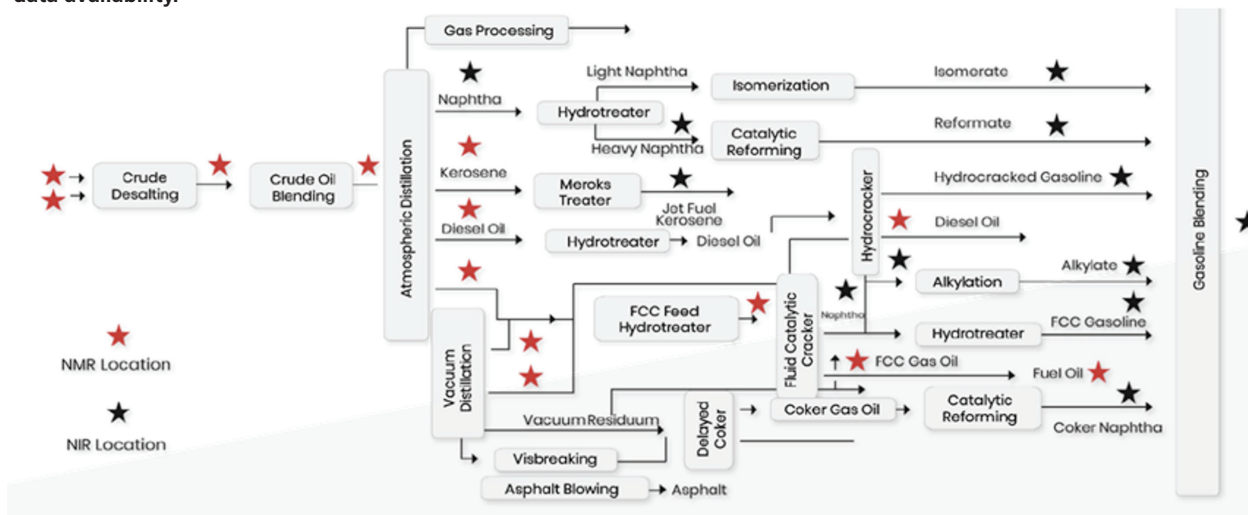 data availability.
Gas Processing
Naphtha
Light Naphtha
Hydrotreater
Heavy Naphtha
Isomerization
Isomerate
Catalytic
Reforming
Reformate
Crude
Desalting
Crude Oil
Blending
Atmospheric Distillation
Kerosene
Meroks
Treater
Jet Fuel
Kerosene
Diesel Oil
Hydrotreater
Diesel Oil
Hydrocracker
Hydrocracked Gasoline
Diesel Oil
Alkylation
Alkylate
Gasoline Blending
FCC Feed
Hydrotreater
Fluid Catalytic
Cracker
Naphtha
Hydrotreater
FCC Gasoline
FCC Gas Oil
Fuel Oil
NMR Location
NIR Location
Vacuum
Distillation
Vacuum Residuum
Delayed
Coker
Coker Gas Oil
Catalytic
Reforming
Coker Naphtha
Visbreaking
Asphalt Blowing
Asphalt